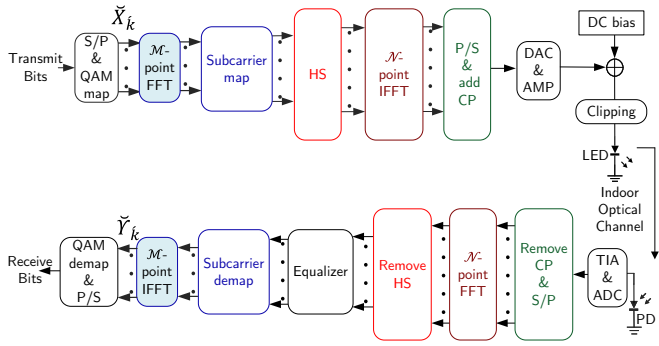 X̆ḱ
Transmit
Bits
S/P
&
QAM
map
ℳ-
point
FFT
Subcarrier
map
HS
𝒩-
point
IFFT
P/S
&
add
CP
DAC
&
AMP
DC bias
Clipping
LED
Indoor
Optical
Channel
Y̆ḱ
Receive
Bits
QAM
demap
&
P/S
ℳ-
point
IFFT
Subcarrier
demap
Equalizer
Remove
HS
𝒩-
point
FFT
Remove
CP
&
S/P
TIA
&
ADC
PD